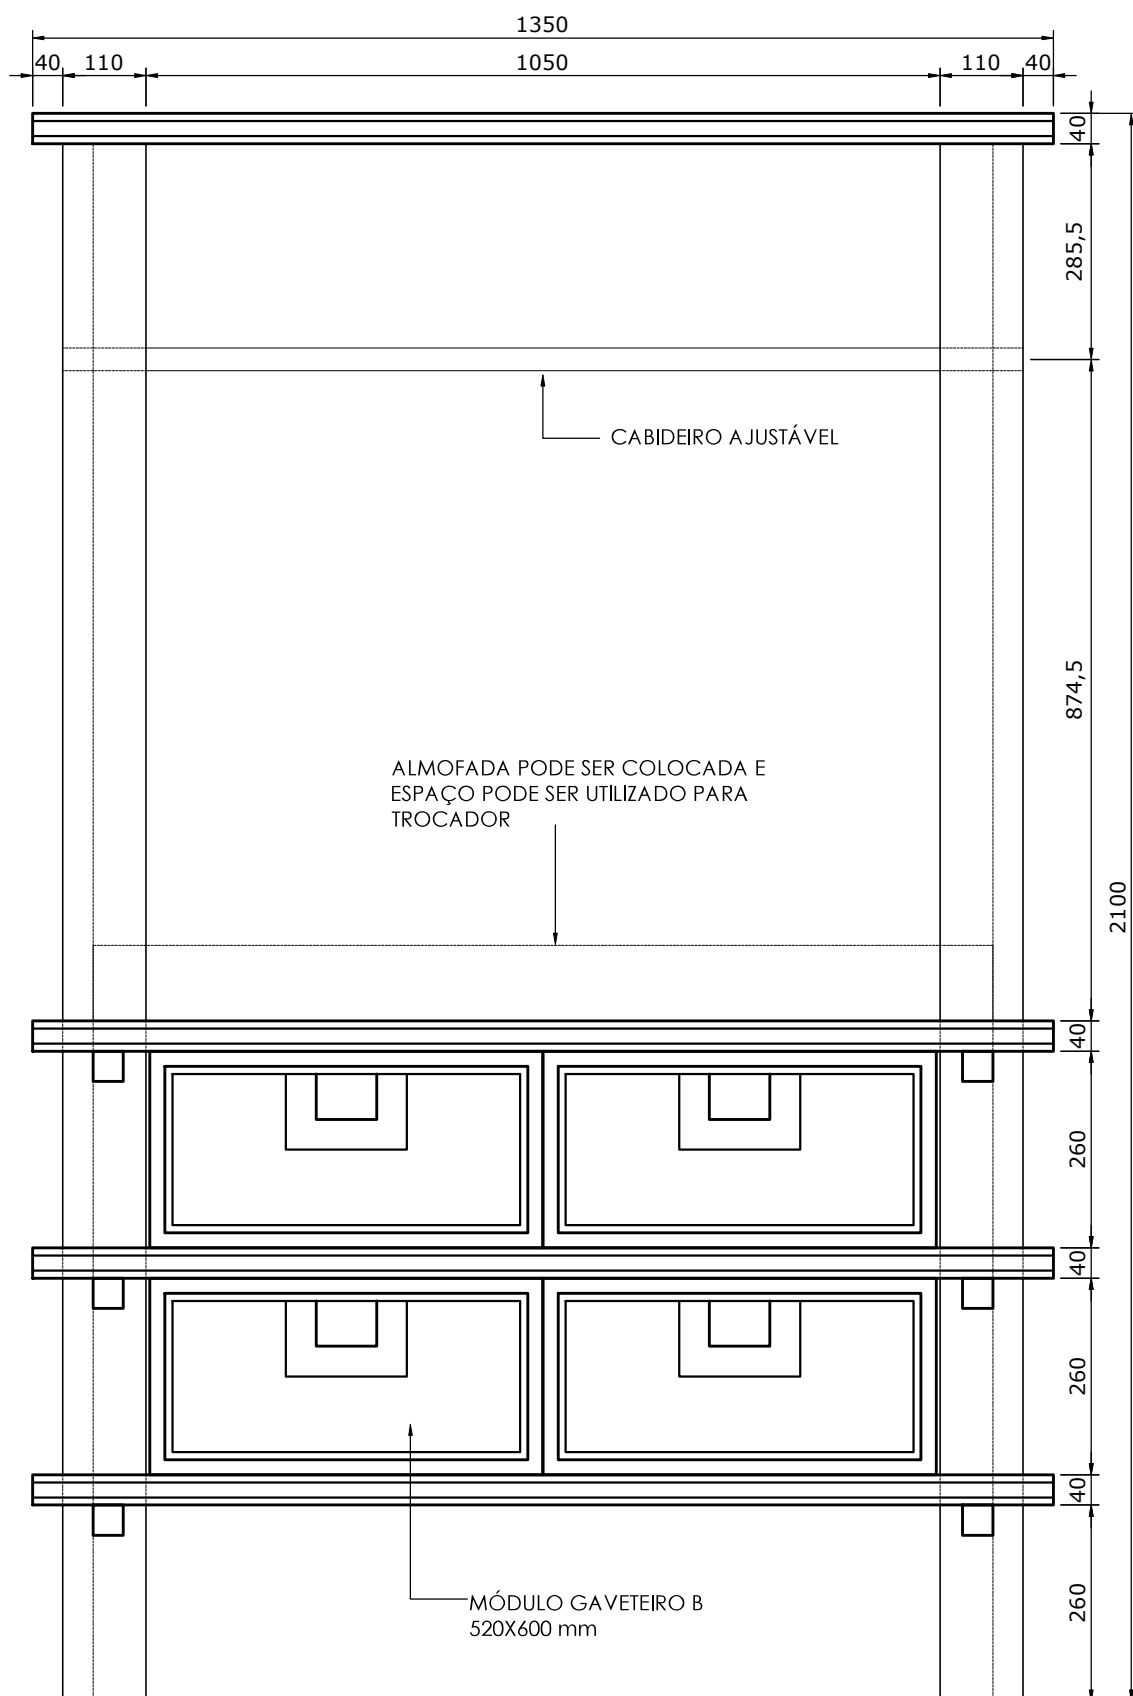 1350
40 110 1050 110 40
40
285,5
CABIDEIRO AJUSTÁVEL
874,5
ALMOFADA PODE SER COLOCADA E
ESPAÇO PODE SER UTILIZADO PARA
TROCADOR
2100
40
260
40
260
40
260
MÓDULO GAVETEIRO B
520X600 mm